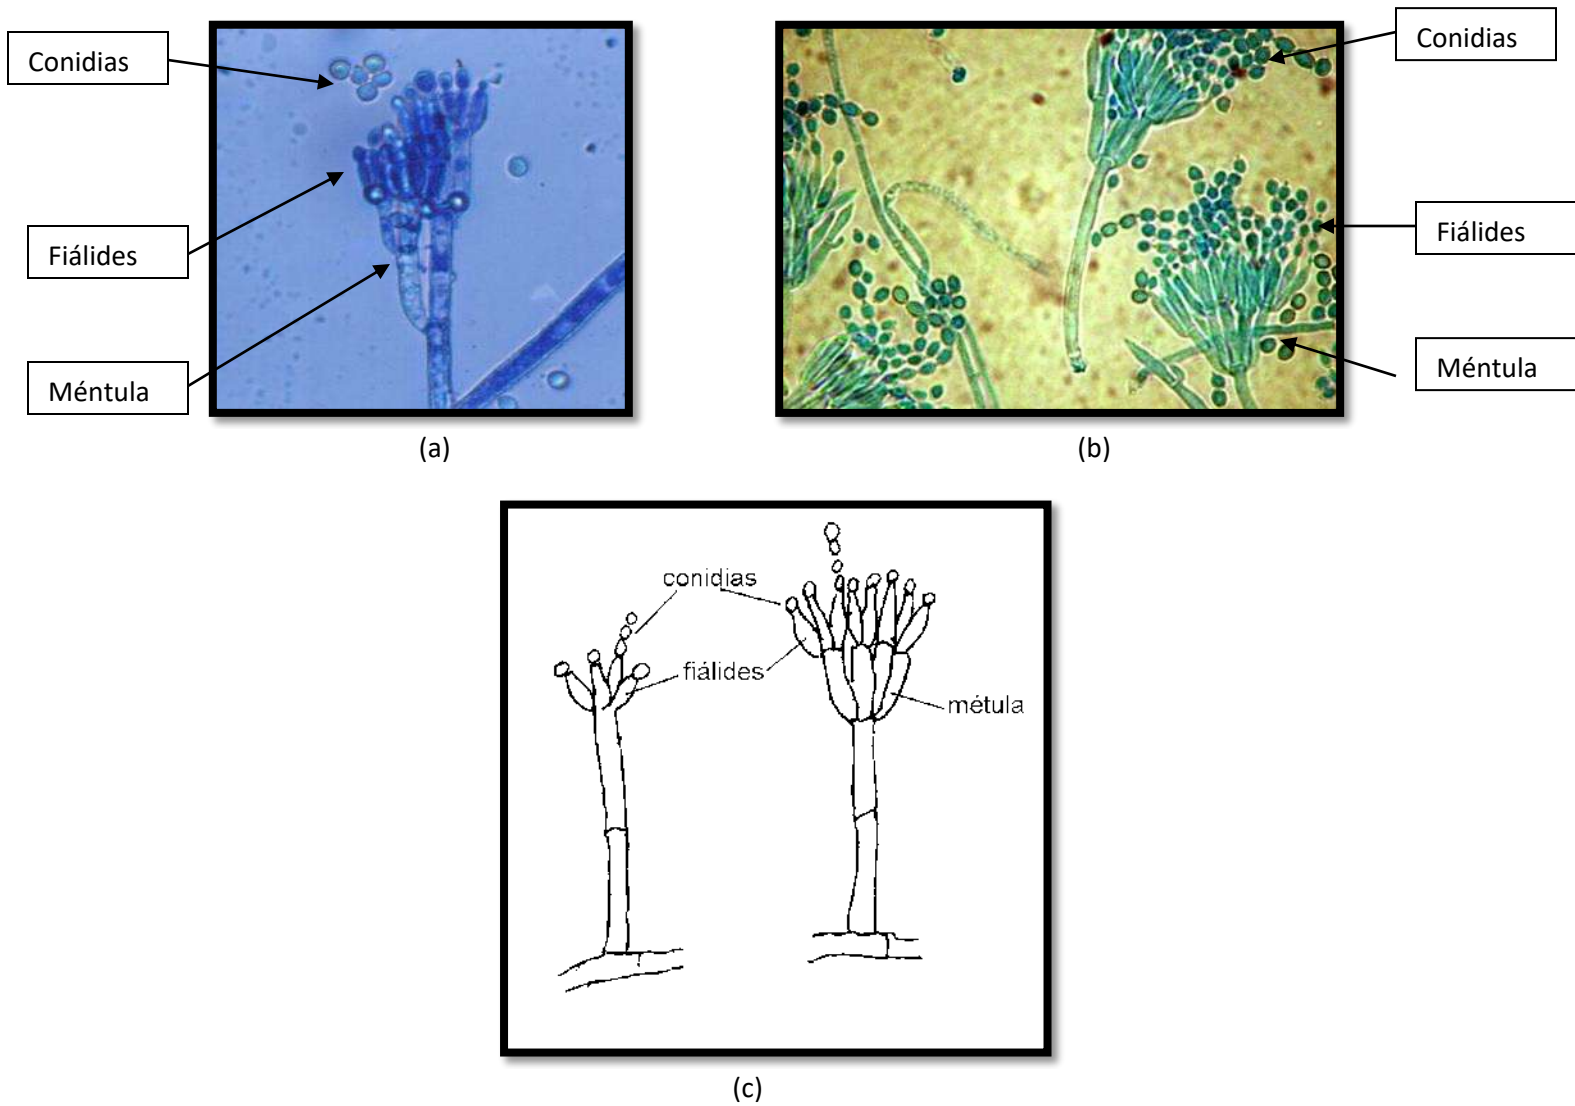 Conidias
Fiálides
Méntula
(a)
Conidias
Fiálides
Méntula
(b)
conidias
fiálides
métula
(c)